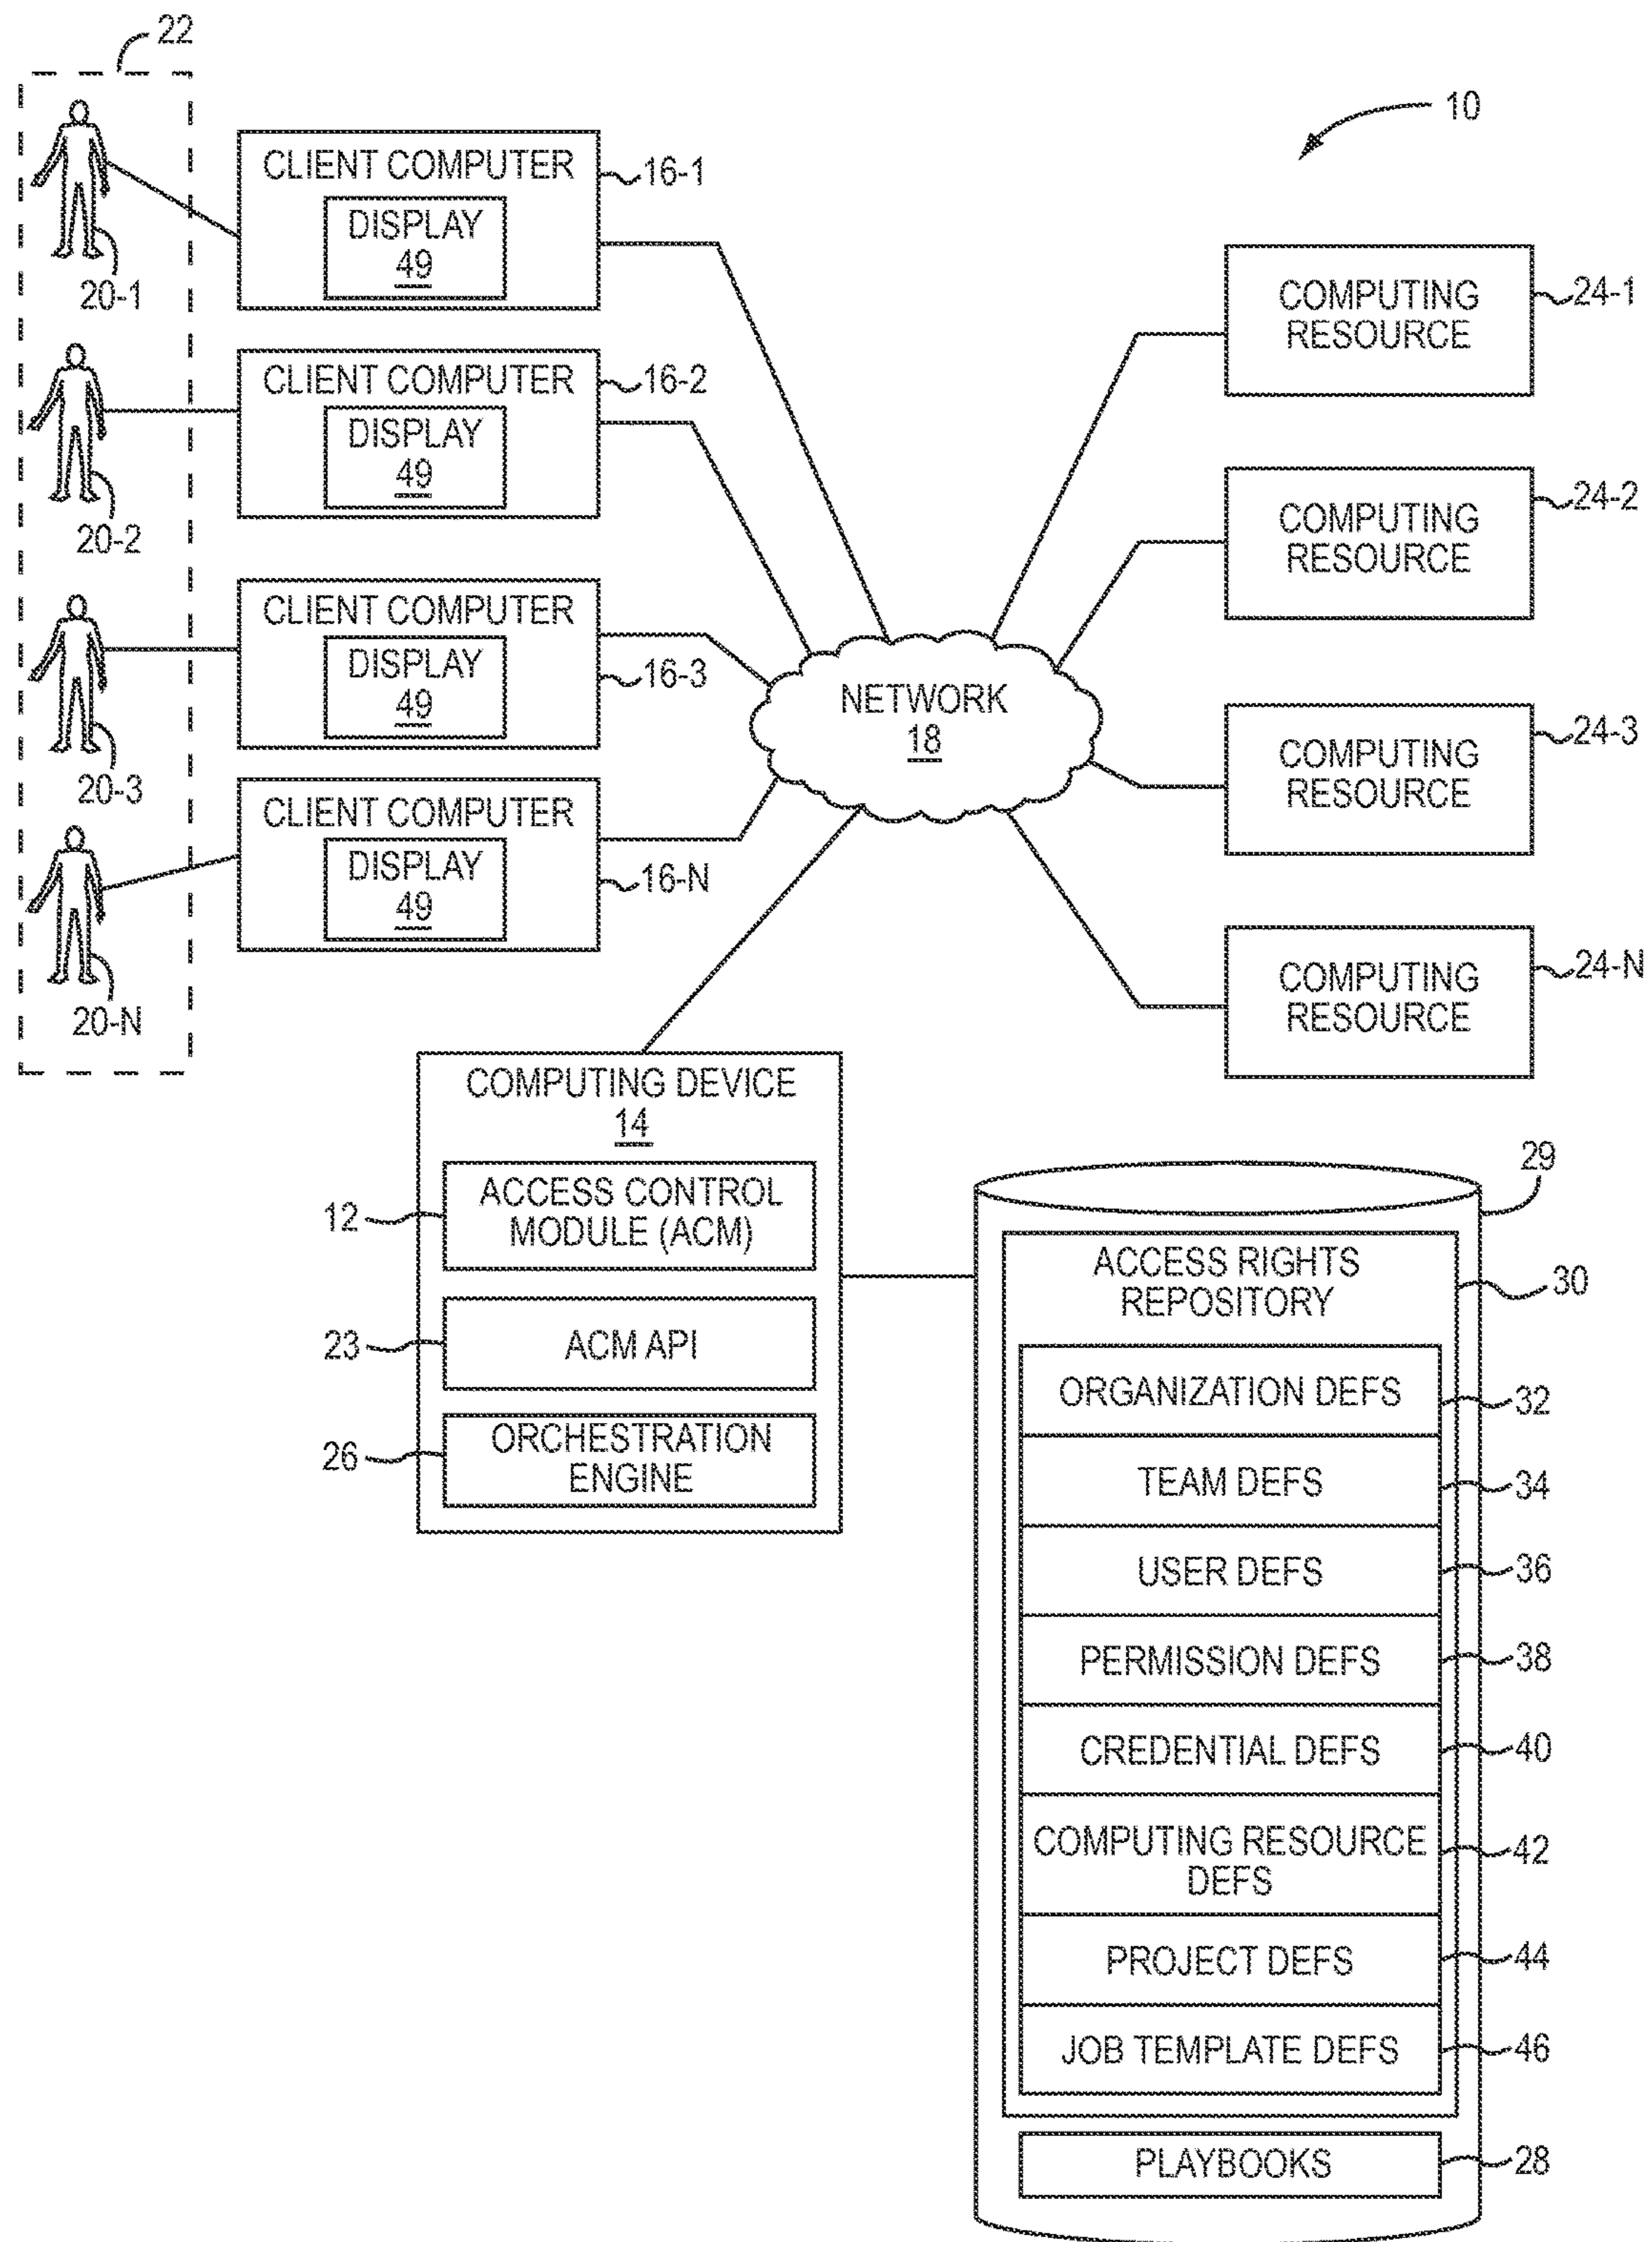 22
10
20-1
20-2
20-3
20-N
CLIENT COMPUTER
DISPLAY
49
16-1
CLIENT COMPUTER
DISPLAY
49
16-2
CLIENT COMPUTER
DISPLAY
49
16-3
CLIENT COMPUTER
DISPLAY
49
16-N
NETWORK
18
COMPUTING
RESOURCE
24-1
COMPUTING
RESOURCE
24-2
COMPUTING
RESOURCE
24-3
COMPUTING
RESOURCE
24-N
COMPUTING DEVICE
14
ACCESS CONTROL
MODULE (ACM)
12
ACM API
23
ORCHESTRATION
ENGINE
26
29
ACCESS RIGHTS
REPOSITORY
30
ORGANIZATION DEFS
32
TEAM DEFS
34
USER DEFS
36
PERMISSION DEFS
38
CREDENTIAL DEFS
40
COMPUTING RESOURCE
DEFS
42
PROJECT DEFS
44
JOB TEMPLATE DEFS
46
PLAYBOOKS
28